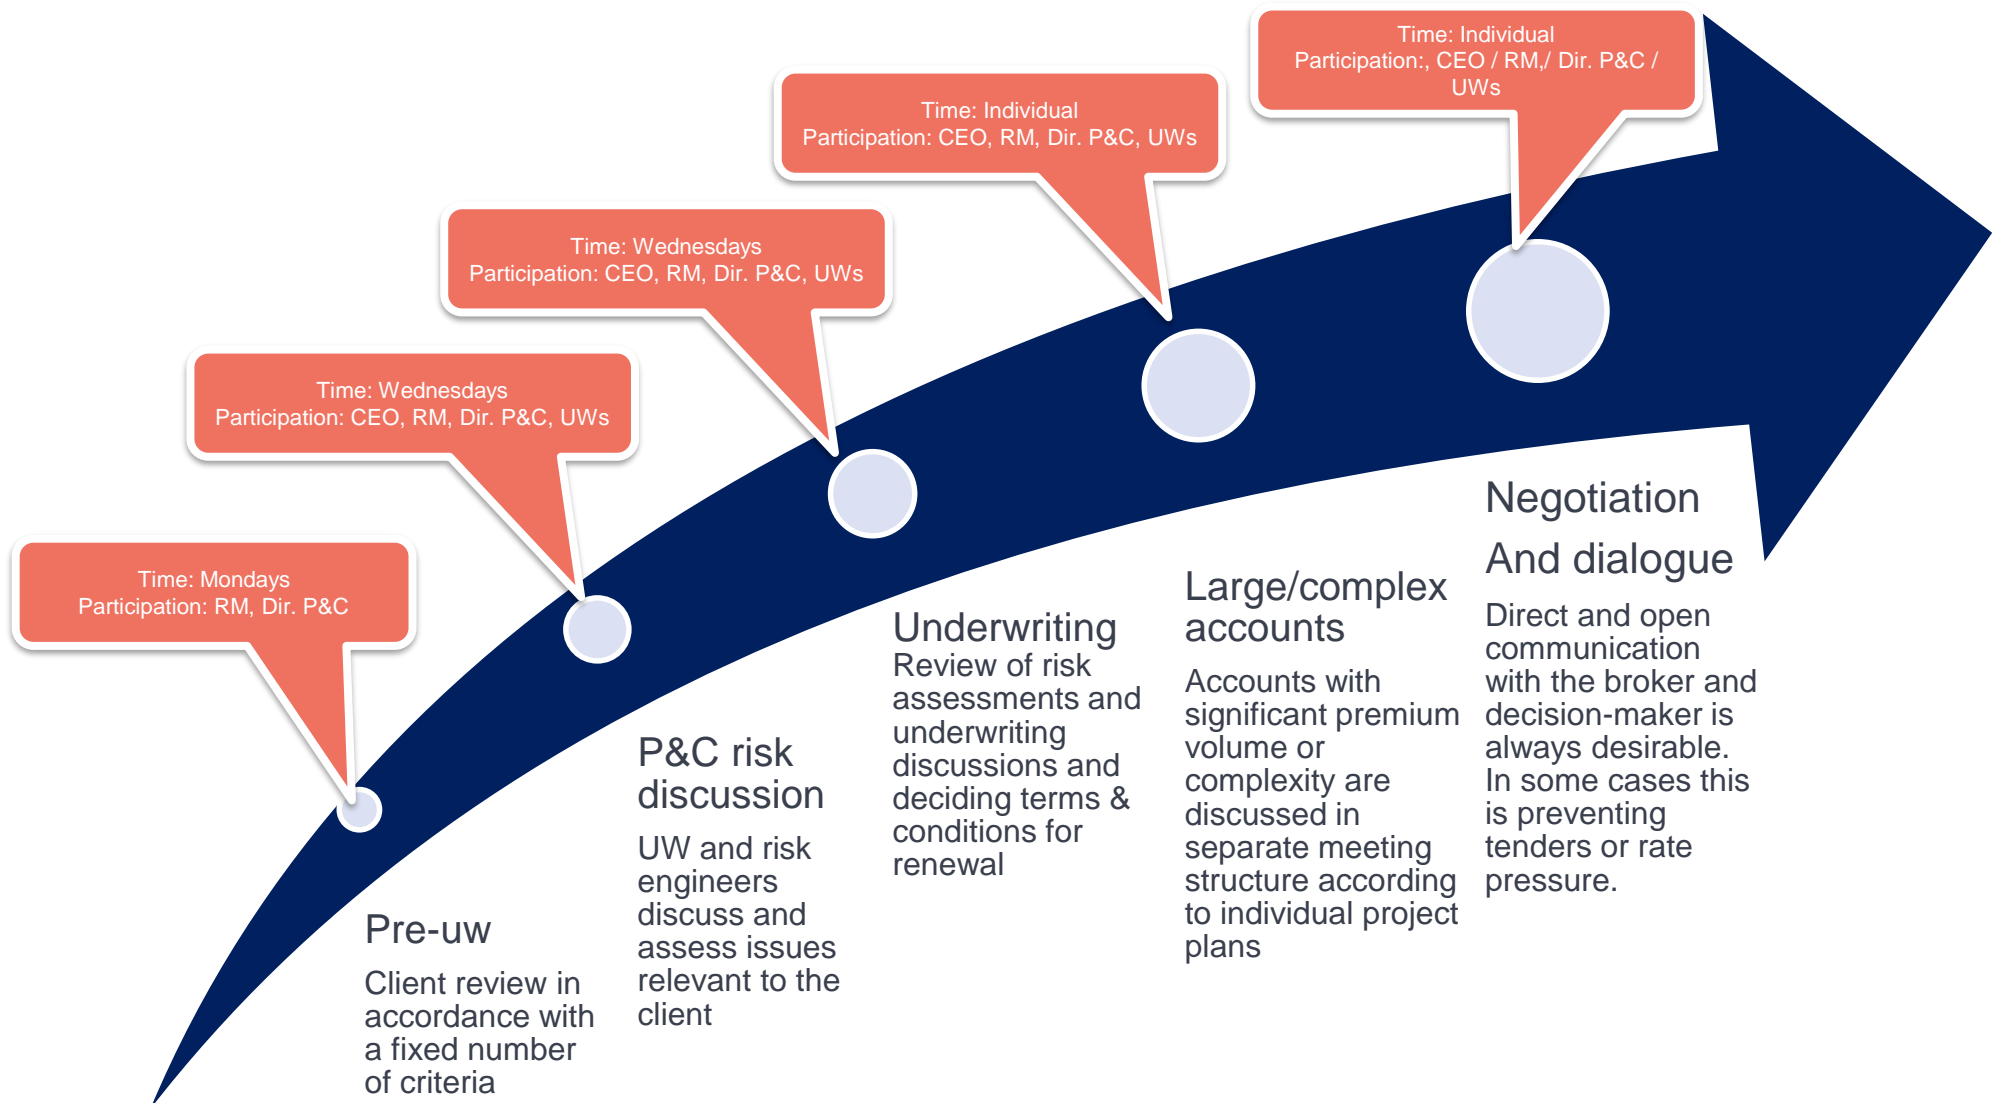 Time: Individual
Participation:, CEO / RM,/ Dir. P&C /
UWs
Time: Individual
Participation: CEO, RM, Dir. P&C, UWs
Time: Wednesdays
Participation: CEO, RM, Dir. P&C, UWs
Time: Wednesdays
Participation: CEO, RM, Dir. P&C, UWs
Time: Mondays
Participation: RM, Dir. P&C
Pre-uw
Client review in
accordance with
a fixed number
of criteria
P&C risk
discussion
UW and risk
engineers
discuss and
assess issues
relevant to the
client
Underwriting
Review of risk
assessments and
underwriting
discussions and
deciding terms &
conditions for
renewal
Large/complex
accounts
Accounts with
significant premium
volume or
complexity are
discussed in
separate meeting
structure according
to individual project
plans
Negotiation
And dialogue
Direct and open
communication
with the broker and
decision-maker is
always desirable.
In some cases this
is preventing
tenders or rate
pressure.